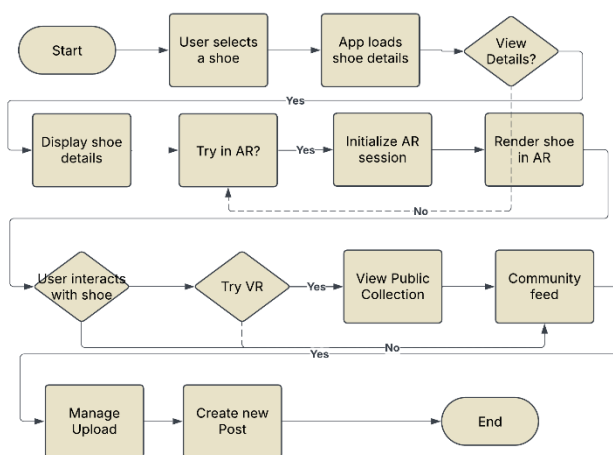 Start
User selects
a shoe
App loads
shoe details
View
Details?
Yes
Display shoe
details
Try in AR?
Yes
Initialize AR
session
Render shoe
in AR
No
User interacts
with shoe
Try VR
Yes
View Public
Collection
Community
feed
No
Yes
Manage
Upload
Create new
Post
End